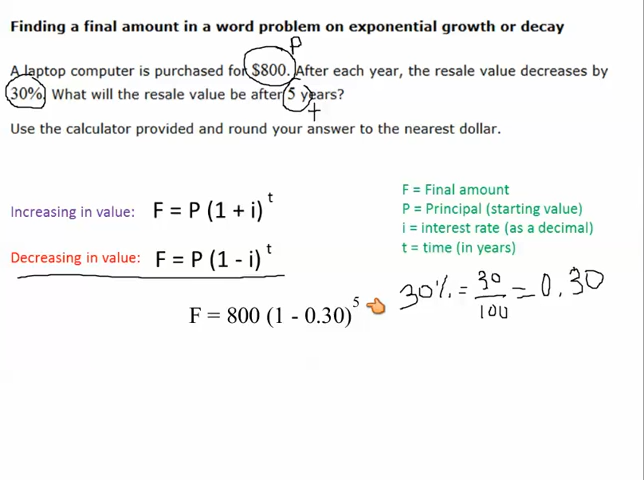 Finding a final amount in a word problem on exponential growth or decay
P
A laptop computer is purchased for $800. After each year, the resale value decreases by
30%. What will the resale value be after 5 years?
t
Use the calculator provided and round your answer to the nearest dollar.
F = Final amount
P = Principal (starting value)
i = interest rate (as a decimal)
t = time (in years)
Increasing in value: F = P (1 + i)^t
Decreasing in value: F = P (1 - i)^t
30% = 30/100 = 0.30
F = 800 (1 - 0.30)^5